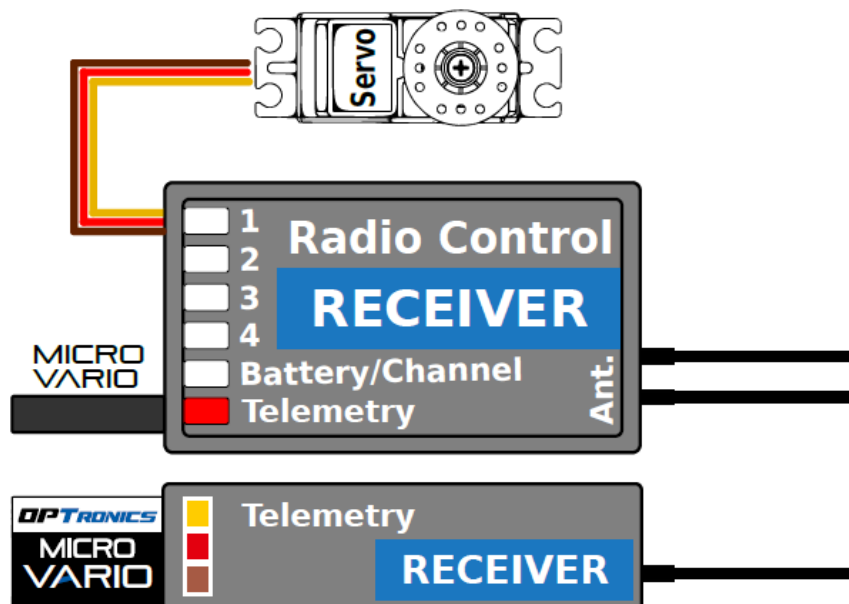 Servo
1
Radio Control
2
3
RECEIVER
4
MICRO
VARIO
Battery/Channel
Telemetry
Ant.
OPTRONICS
Telemetry
MICRO
VARIO
RECEIVER